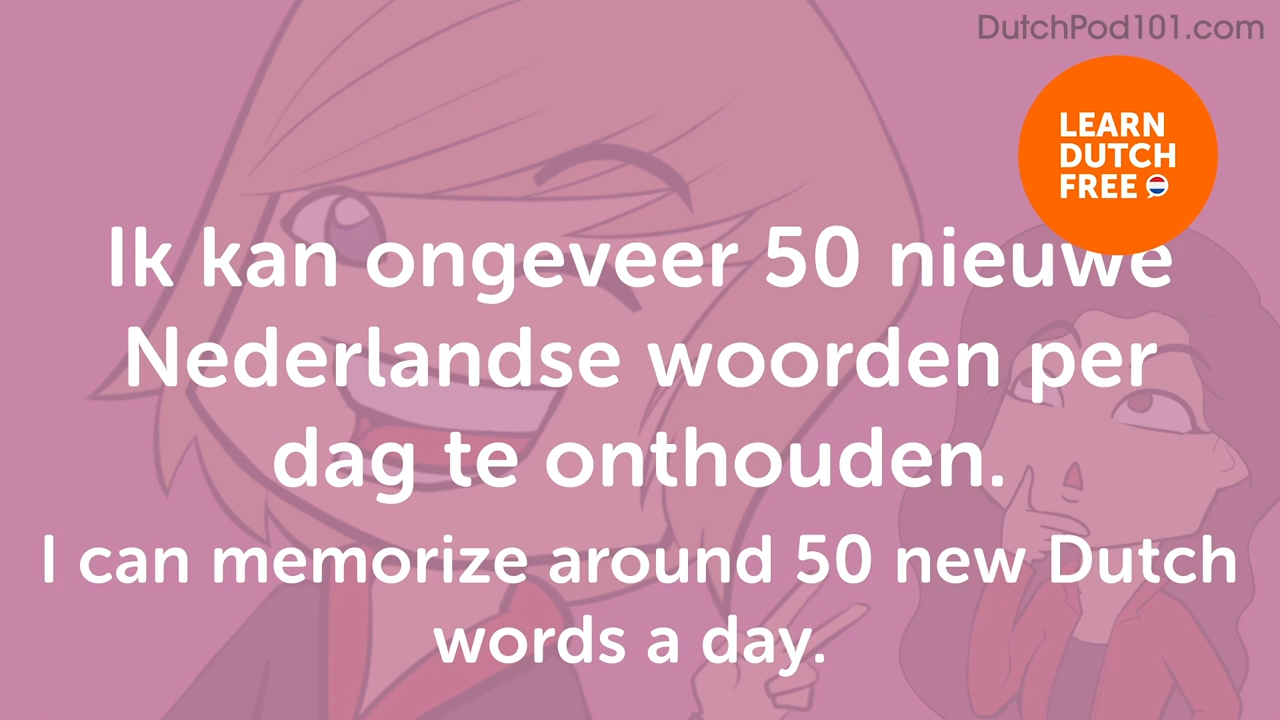 DutchPod101.com
LEARN
DUTCH
FREE
Ik kan ongeveer 50 nieuwe
Nederlandse woorden per
dag te onthouden.
I can memorize around 50 new Dutch
words a day.